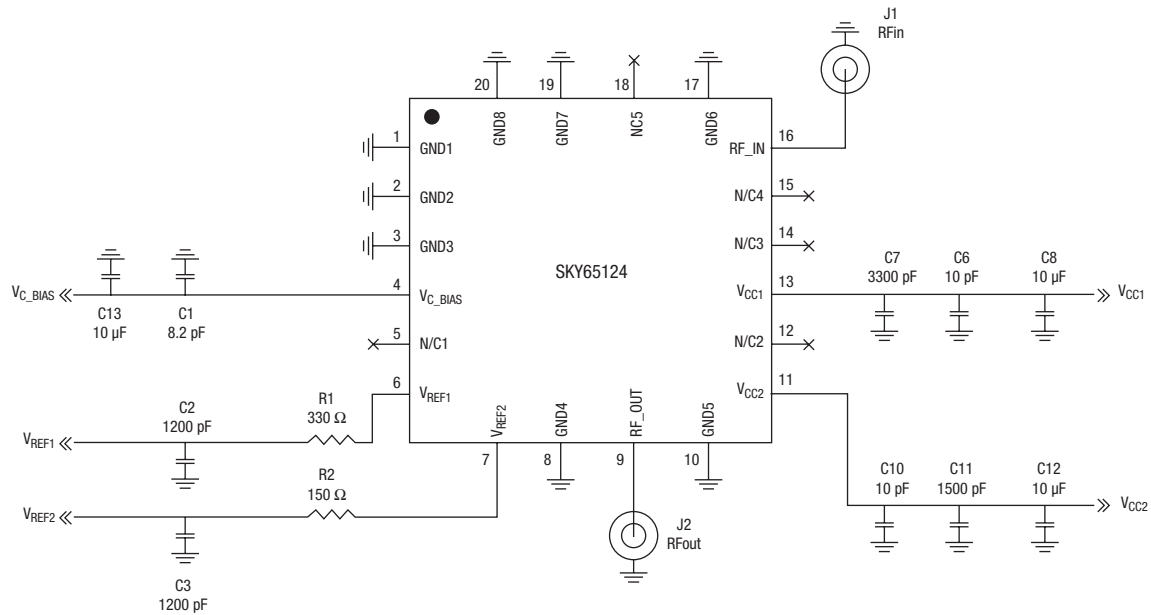 J1
RFin
20
19
18
17
GND8
GND7
NC5
GND6
1
GND1
2
GND2
3
GND3
4
V_C_BIAS
5
N/C1
6
V_REF1
16
RF_IN
15
N/C4
14
N/C3
13
V_CC1
12
N/C2
11
V_CC2
SKY65124
V_REF2
GND4
RF_OUT
GND5
7
8
9
10
V_C_BIAS
C13
10 µF
C1
8.2 pF
C7
3300 pF
C6
10 pF
C8
10 µF
V_CC1
C2
1200 pF
R1
330 Ω
V_REF1
R2
150 Ω
V_REF2
C3
1200 pF
J2
RFout
C10
10 pF
C11
1500 pF
C12
10 µF
V_CC2